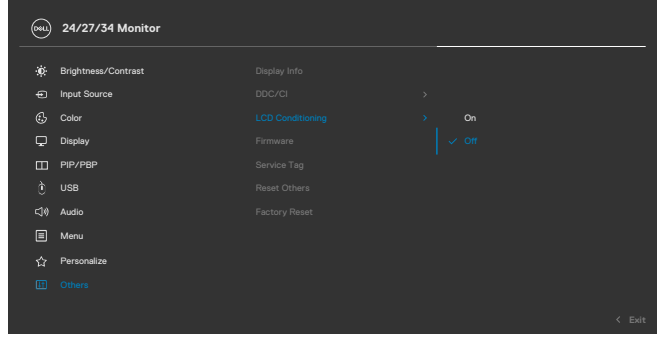 DELL
24/27/34 Monitor
Brightness/Contrast
Display Info
Input Source
DDC/CI
Color
LCD Conditioning
On
Display
Firmware
Off
PIP/PBP
Service Tag
USB
Reset Others
Audio
Factory Reset
Menu
Personalize
Others
Exit